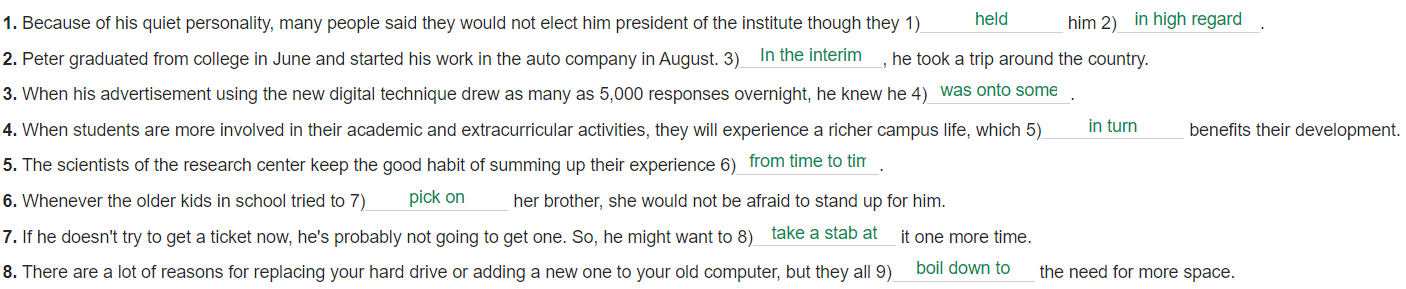 1. Because of his quiet personality, many people said they would not elect him president of the institute though they 1) held him 2) in high regard .
2. Peter graduated from college in June and started his work in the auto company in August. 3) In the interim , he took a trip around the country.
3. When his advertisement using the new digital technique drew as many as 5,000 responses overnight, he knew he 4) was onto some .
4. When students are more involved in their academic and extracurricular activities, they will experience a richer campus life, which 5) in turn benefits their development.
5. The scientists of the research center keep the good habit of summing up their experience 6) from time to tim .
6. Whenever the older kids in school tried to 7) pick on her brother, she would not be afraid to stand up for him.
7. If he doesn't try to get a ticket now, he's probably not going to get one. So, he might want to 8) take a stab at it one more time.
8. There are a lot of reasons for replacing your hard drive or adding a new one to your old computer, but they all 9) boil down to the need for more space.